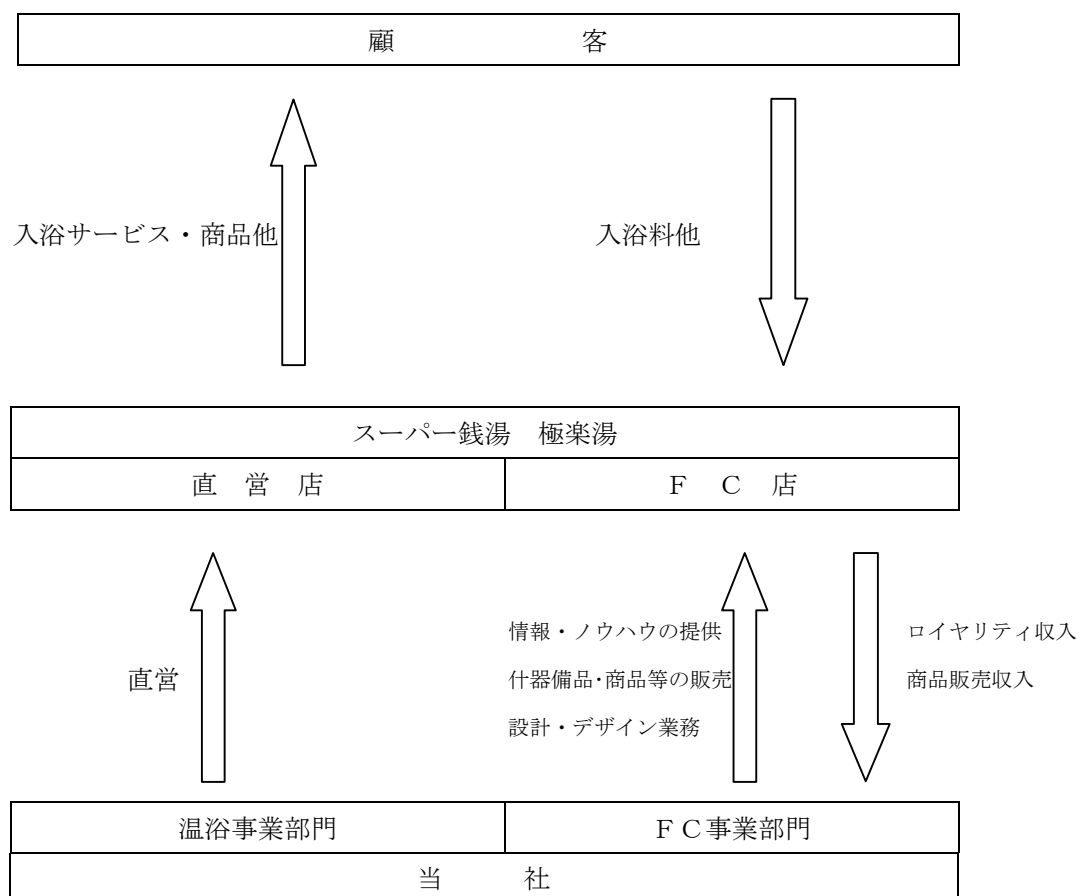 顧　　　　　　客
入浴サービス・商品他
入浴料他
スーパー銭湯　極楽湯
直　営　店
Ｆ　Ｃ　店
直営
情報・ノウハウの提供
什器備品・商品等の販売
設計・デザイン業務
ロイヤリティ収入
商品販売収入
温浴事業部門
ＦＣ事業部門
当　　　社